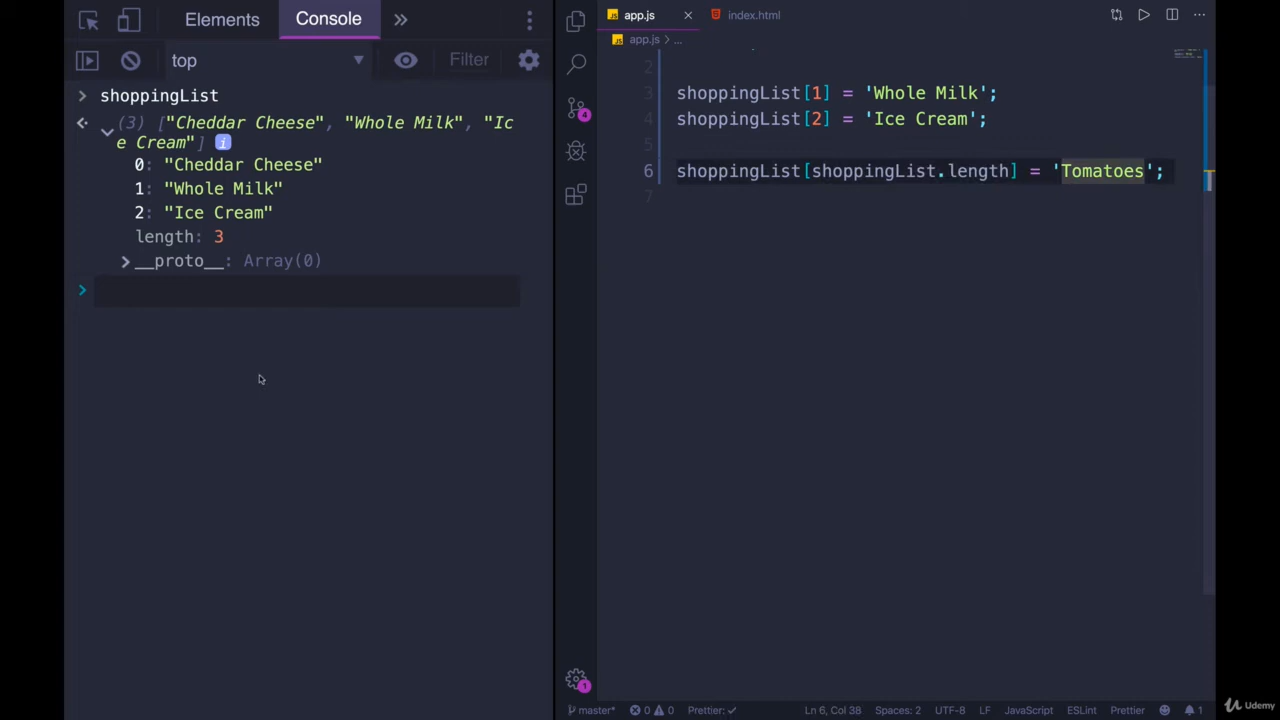 Elements Console »
top Filter
> shoppingList
(3) ["Cheddar Cheese", "Whole Milk", "Ic
e Cream"] i
0: "Cheddar Cheese"
1: "Whole Milk"
2: "Ice Cream"
length: 3
__proto__: Array(0)
>
app.js index.html
app.js > ...
2
3 shoppingList[1] = 'Whole Milk';
4 shoppingList[2] = 'Ice Cream';
5
6 shoppingList[shoppingList.length] = 'Tomatoes';
7
4
1
master* 0 0 Prettier: ✓ Ln 6, Col 38 Spaces: 2 UTF-8 LF JavaScript ESLint Prettier 1
Udemy